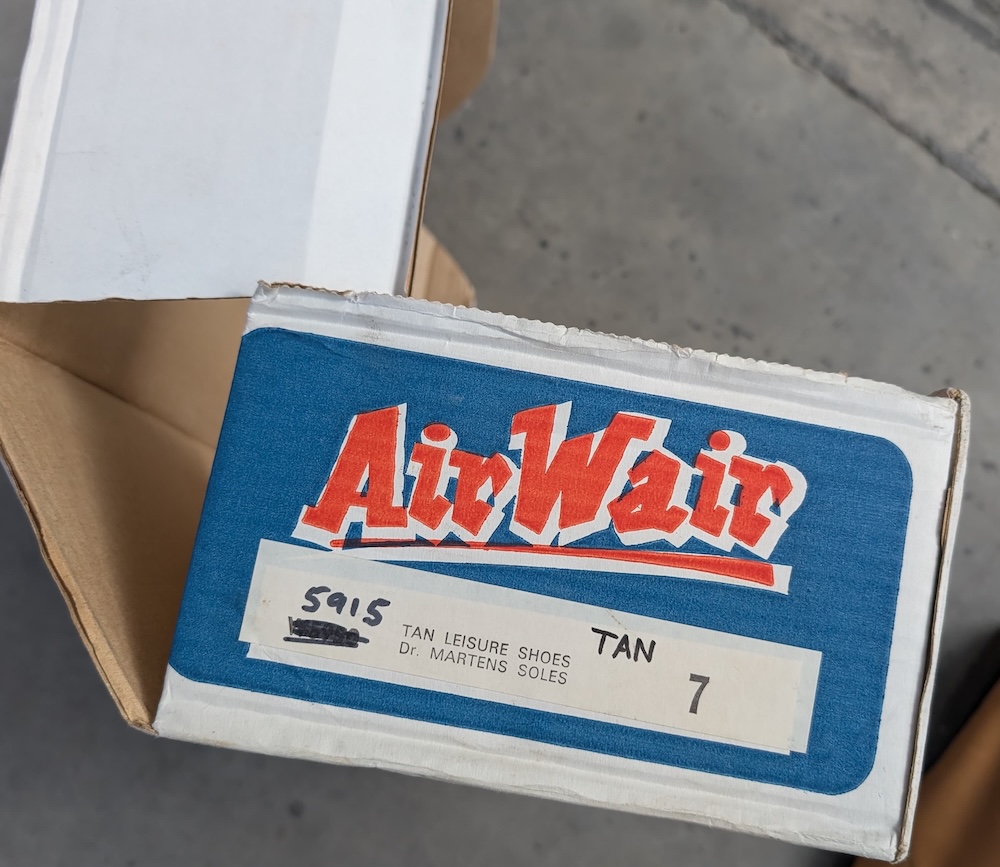 AirWair
5915
TAN LEISURE SHOES
Dr. MARTENS SOLES
TAN
7